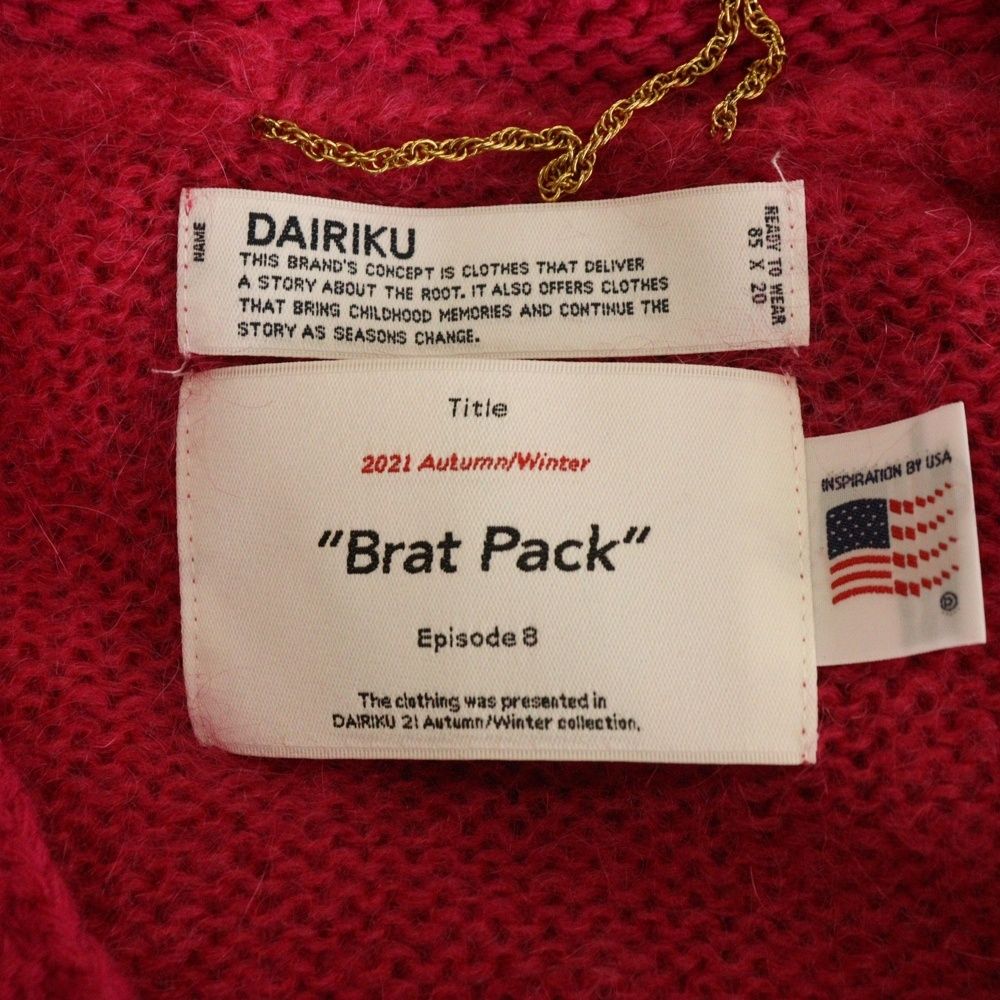 NAME
DAIRIKU
THIS BRAND'S CONCEPT IS CLOTHES THAT DELIVER
A STORY ABOUT THE ROOT. IT ALSO OFFERS CLOTHES
THAT BRING CHILDHOOD MEMORIES AND CONTINUE THE
STORY AS SEASONS CHANGE.
READY TO WEAR
85 X 20
Title
2021 Autumn/Winter
“Brat Pack“
Episode 8
The clothing was presented in
DAIRIKU 21 Autumn/Winter collection.
INSPIRATION BY USA
©